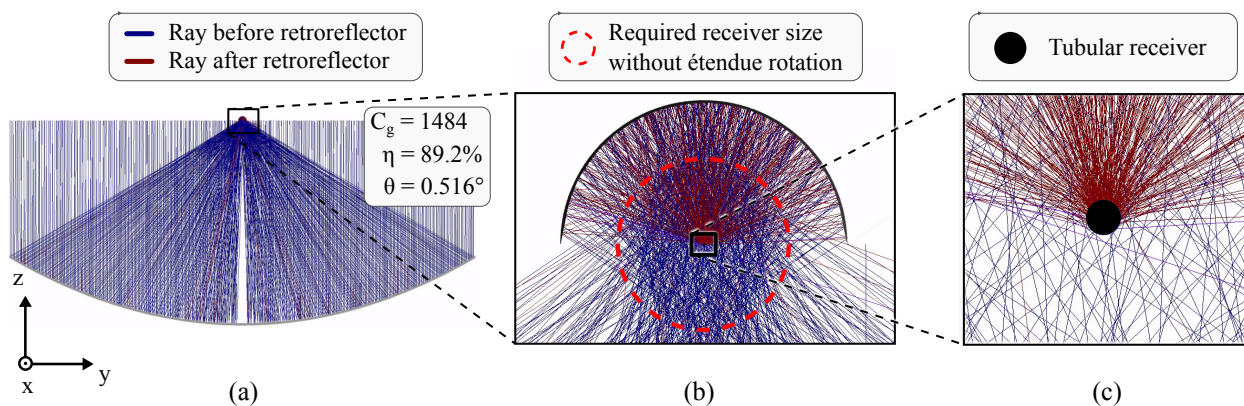 Ray before retroreflector
Ray after retroreflector
Required receiver size
without étendue rotation
Tubular receiver
C_g = 1484
η = 89.2%
θ = 0.516°
z
x
y
(a)
(b)
(c)